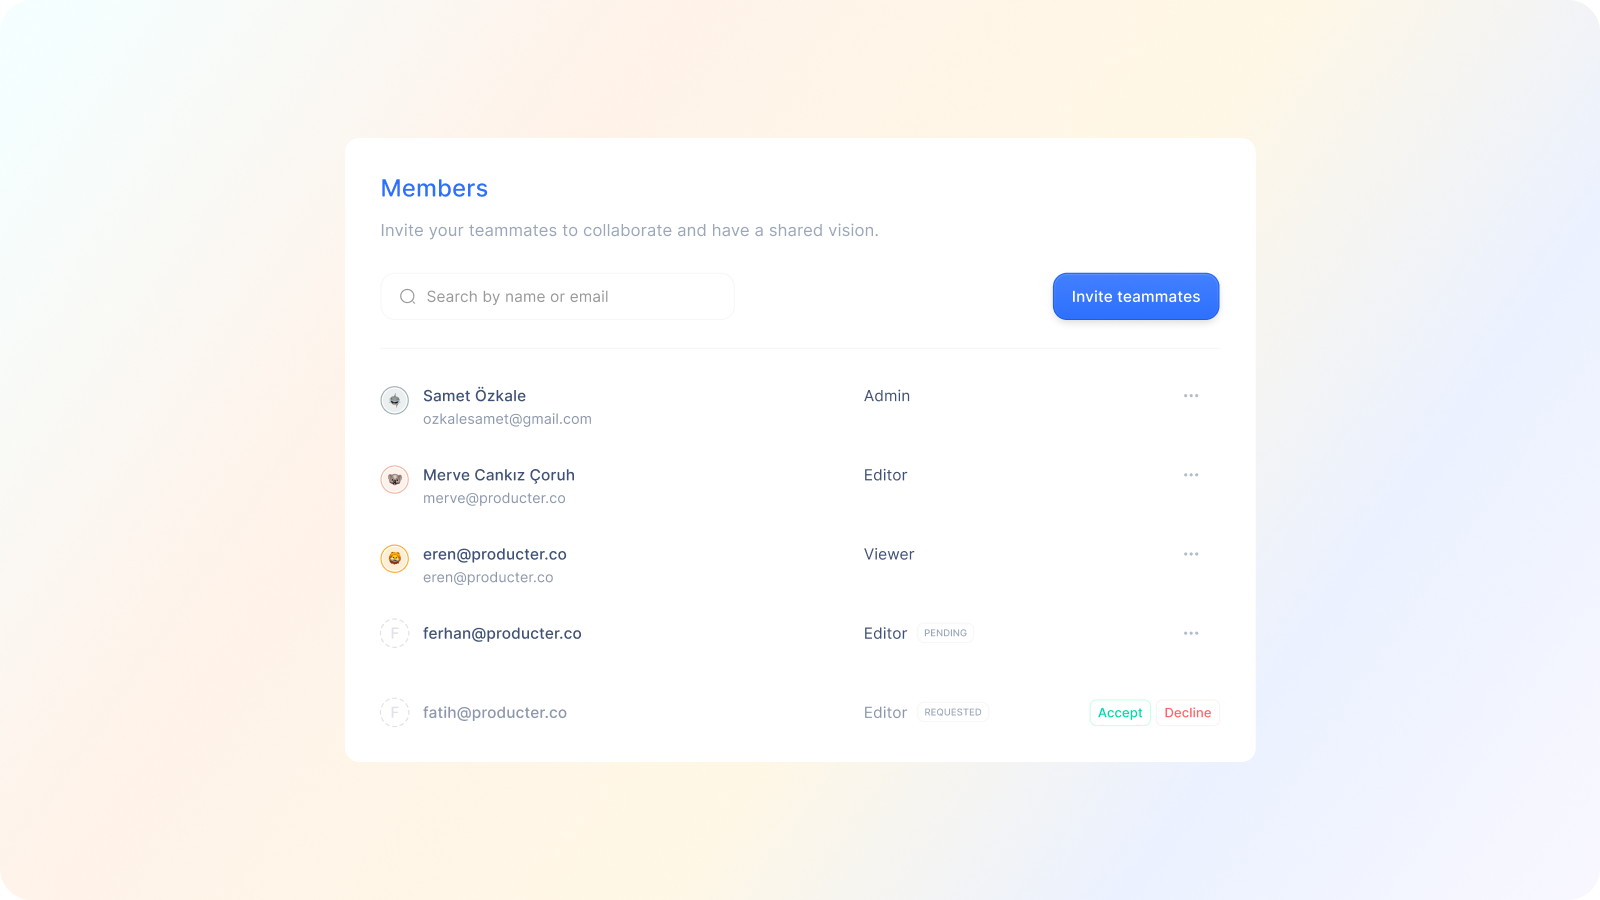 Members
Invite your teammates to collaborate and have a shared vision.
Search by name or email
Invite teammates
Samet Özkale
Admin
ozkalesamet@gmail.com
Merve Cankız Çoruh
Editor
merve@producter.co
eren@producter.co
Viewer
eren@producter.co
F
ferhan@producter.co
Editor
PENDING
F
fatih@producter.co
Editor
REQUESTED
Accept
Decline